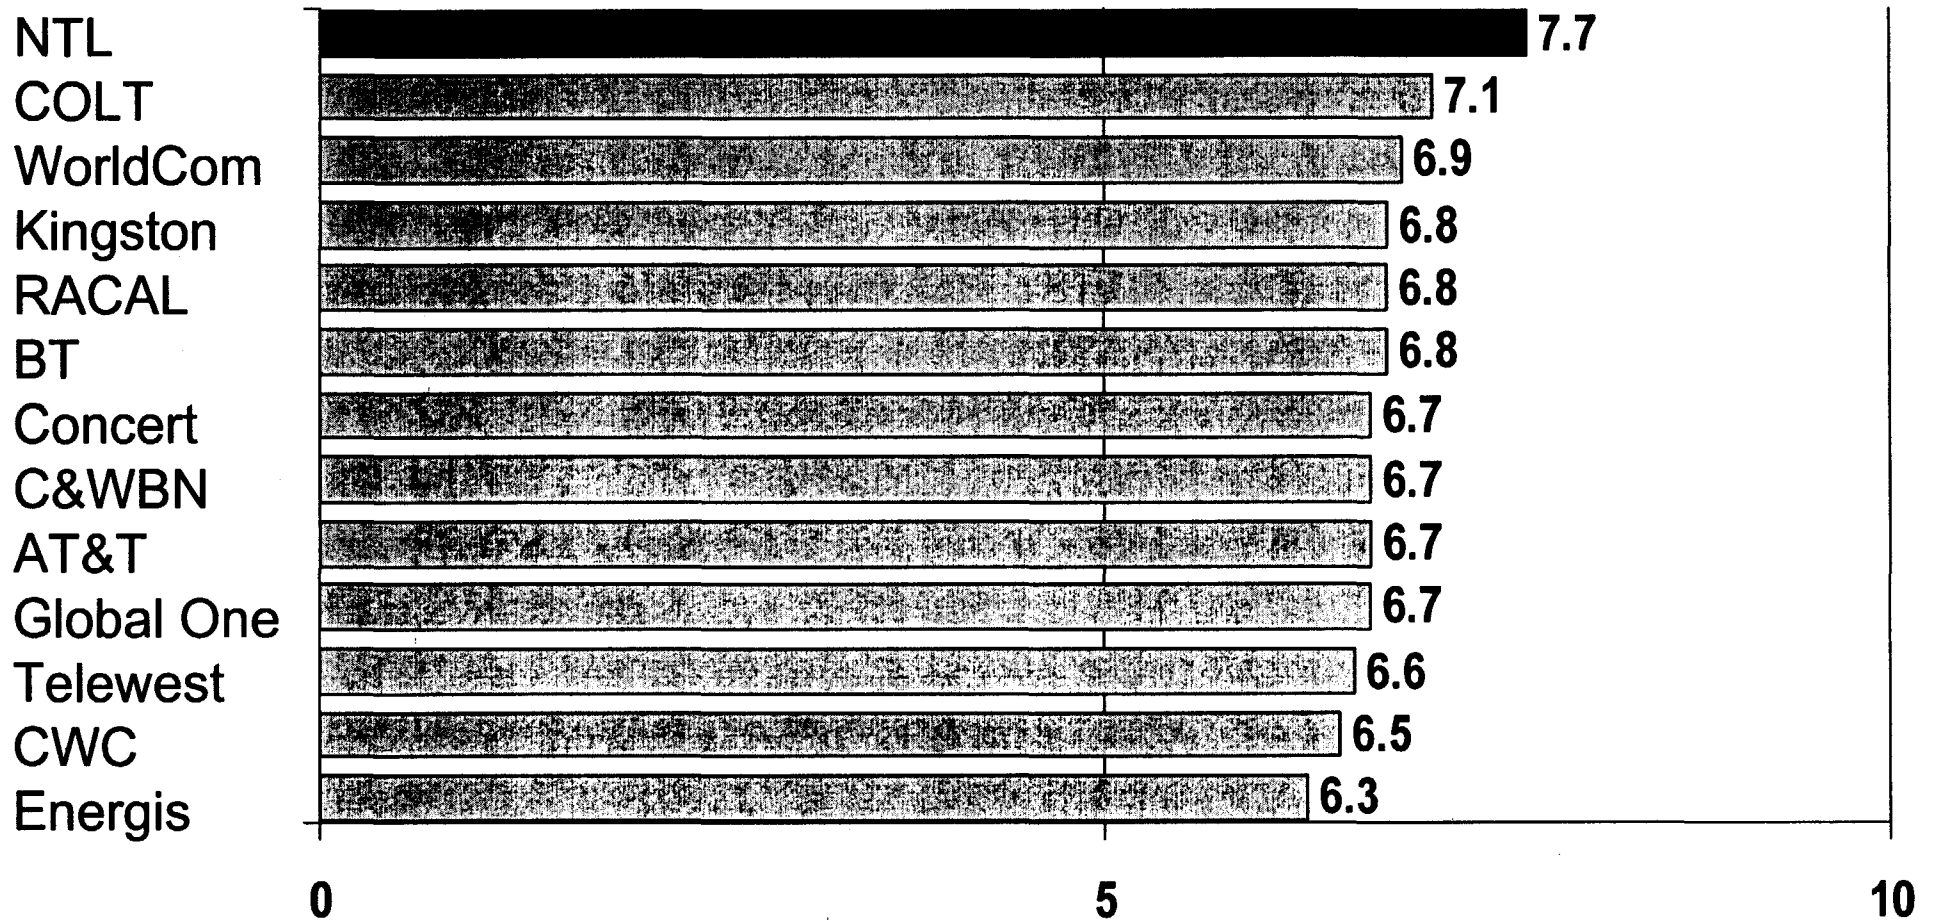 NTL 7.7
COLT 7.1
WorldCom 6.9
Kingston 6.8
RACAL 6.8
BT 6.8
Concert 6.7
C&WBN 6.7
AT&T 6.7
Global One 6.7
Telewest 6.6
CWC 6.5
Energis 6.3
0 5 10